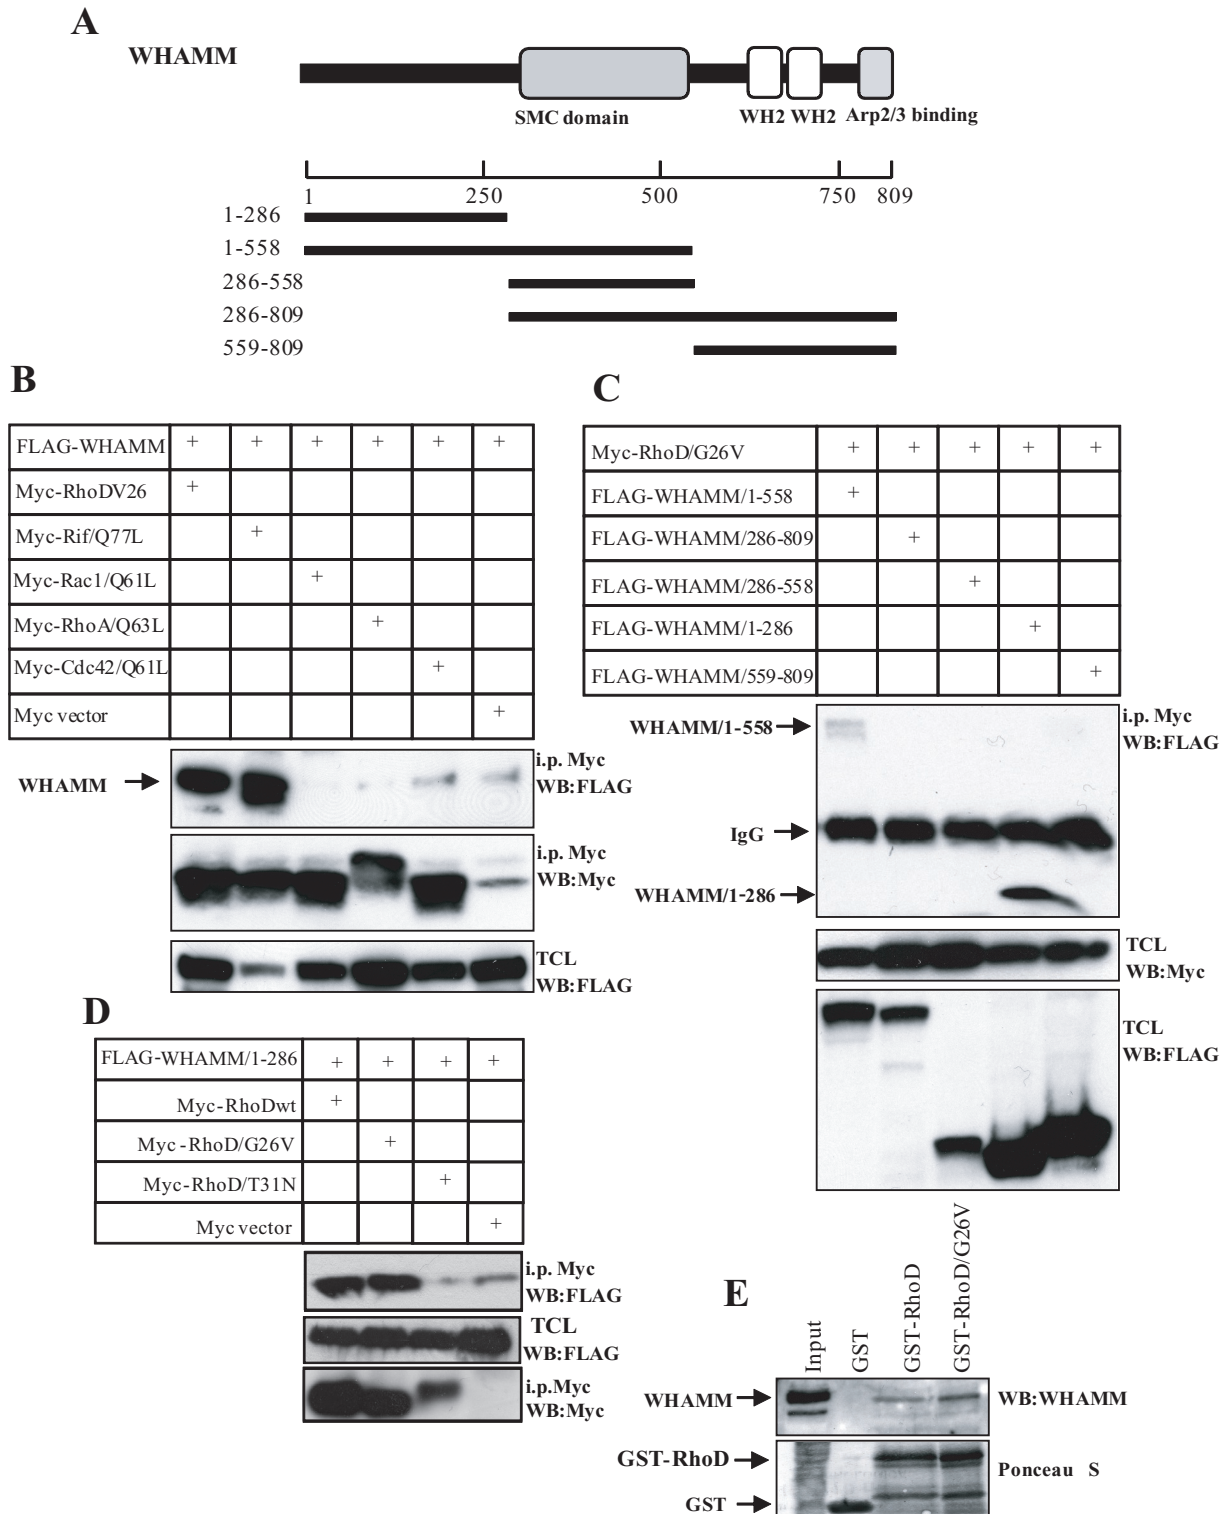 A
WHAMM
SMC domain
WH2 WH2 Arp2/3 binding
1 250 500 750 809
1-286
1-558
286-558
286-809
559-809
B
FLAG-WHAMM + + + + + +
Myc-RhoDV26 +
Myc-Rif/Q77L +
Myc-Rac1/Q61L +
Myc-RhoA/Q63L +
Myc-Cdc42/Q61L +
Myc vector +
WHAMM
i.p. Myc
WB:FLAG
i.p. Myc
WB:Myc
TCL
WB:FLAG
C
Myc-RhoD/G26V + + + + +
FLAG-WHAMM/1-558 +
FLAG-WHAMM/286-809 +
FLAG-WHAMM/286-558 +
FLAG-WHAMM/1-286 +
FLAG-WHAMM/559-809 +
WHAMM/1-558
IgG
WHAMM/1-286
i.p. Myc
WB:FLAG
TCL
WB:Myc
TCL
WB:FLAG
D
FLAG-WHAMM/1-286 + + + +
Myc-RhoDwt +
Myc-RhoD/G26V +
Myc-RhoD/T31N +
Myc vector +
i.p. Myc
WB:FLAG
TCL
WB:FLAG
i.p.Myc
WB:Myc
E
Input
GST
GST-RhoD
GST-RhoD/G26V
WHAMM
WB:WHAMM
GST-RhoD
Ponceau S
GST